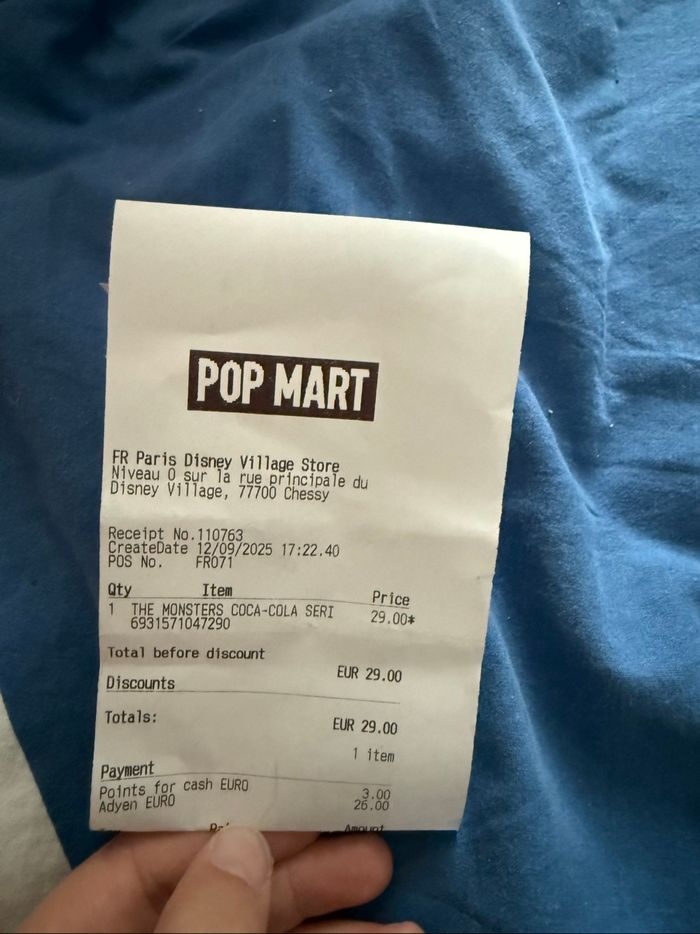 POP MART
FR Paris Disney Village Store
Niveau 0 sur la rue principale du
Disney Village, 77700 Chessy
Receipt No.110763
CreateDate 12/09/2025 17:22.40
POS No. FR071
Qty Item Price
1 THE MONSTERS COCA-COLA SERI 29.00*
6931571047290
Total before discount
EUR 29.00
Discounts
Totals:
EUR 29.00
1 item
Payment
Points for cash EURO 3.00
Adyen EURO 26.00
Amount